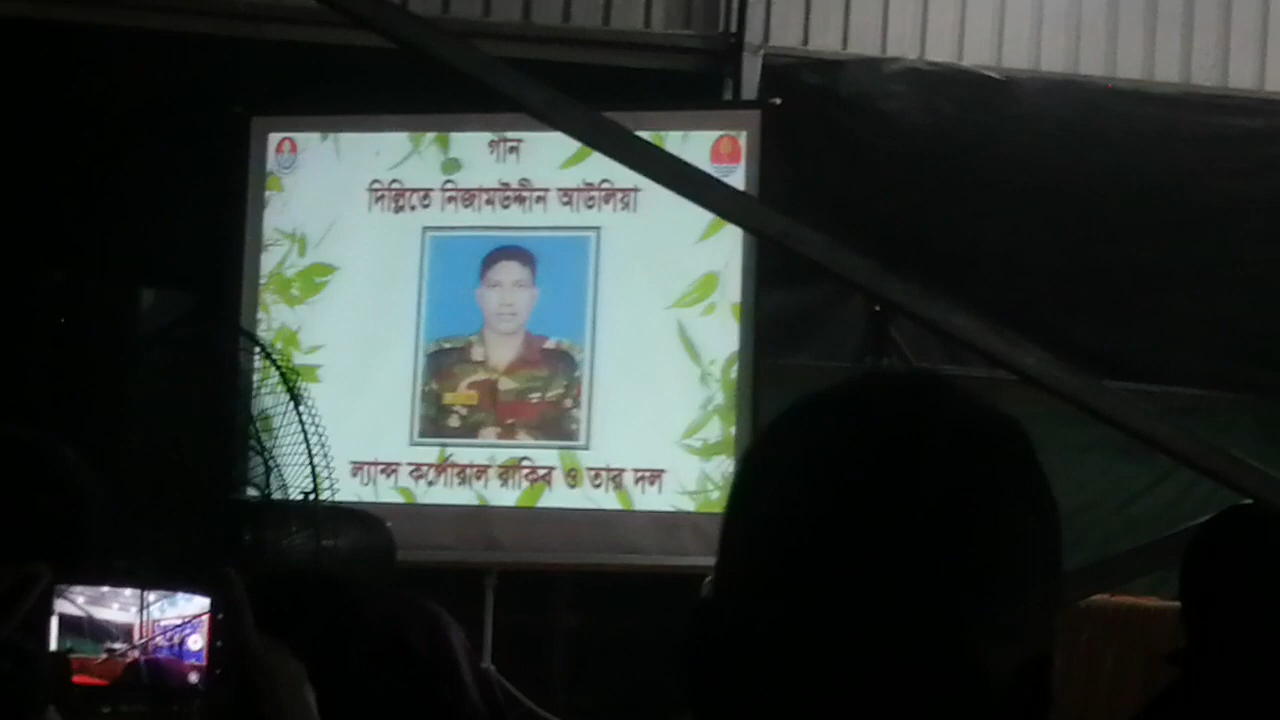 গান
দিল্লিতে নিজামউদ্দীন আউলিয়া
ল্যান্স কর্পোরাল রাকিব ও তার দল